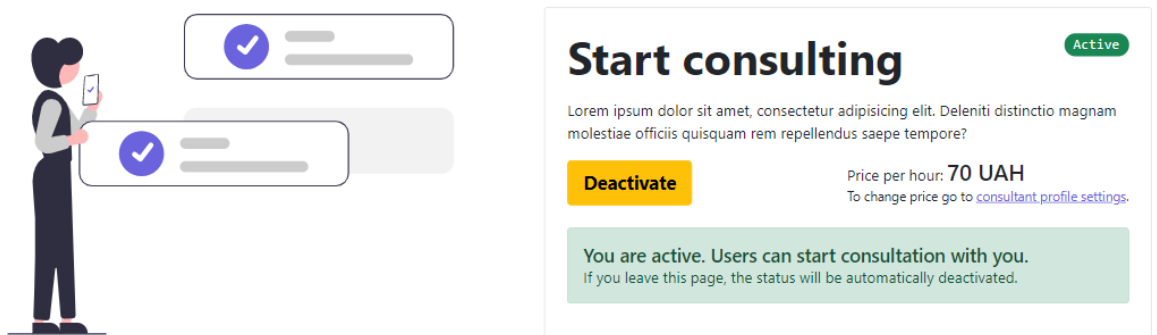 Start consulting
Active
Lorem ipsum dolor sit amet, consectetur adipisicing elit. Deleniti distinctio magnam
molestiae officiis quisquam rem repellendus saepe tempore?
Deactivate
Price per hour: 70 UAH
To change price go to consultant profile settings.
You are active. Users can start consultation with you.
If you leave this page, the status will be automatically deactivated.